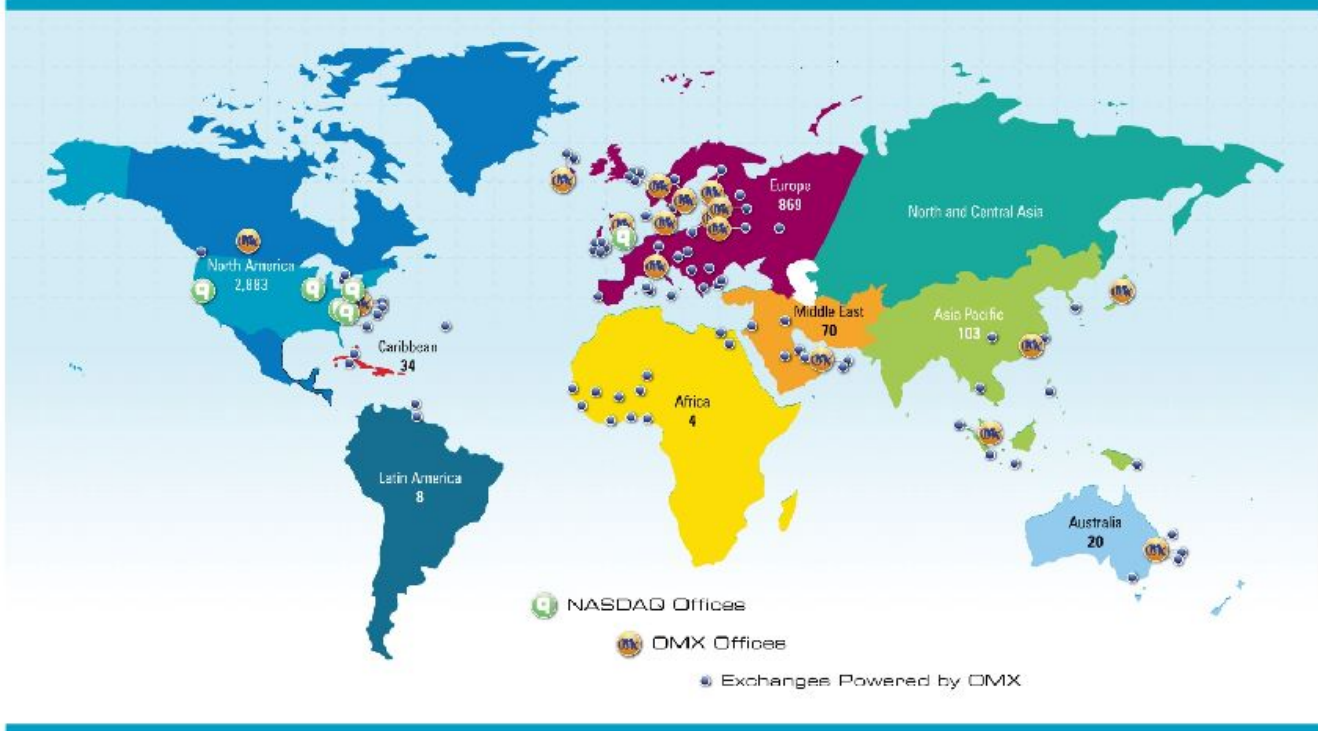 Europe
869
North and Central Asia
North America
2,883
Middle East
70
Asia Pacific
103
Caribbean
34
Africa
4
Latin America
8
Australia
20
NASDAQ Offices
OMX Offices
Exchanges Powered by OMX